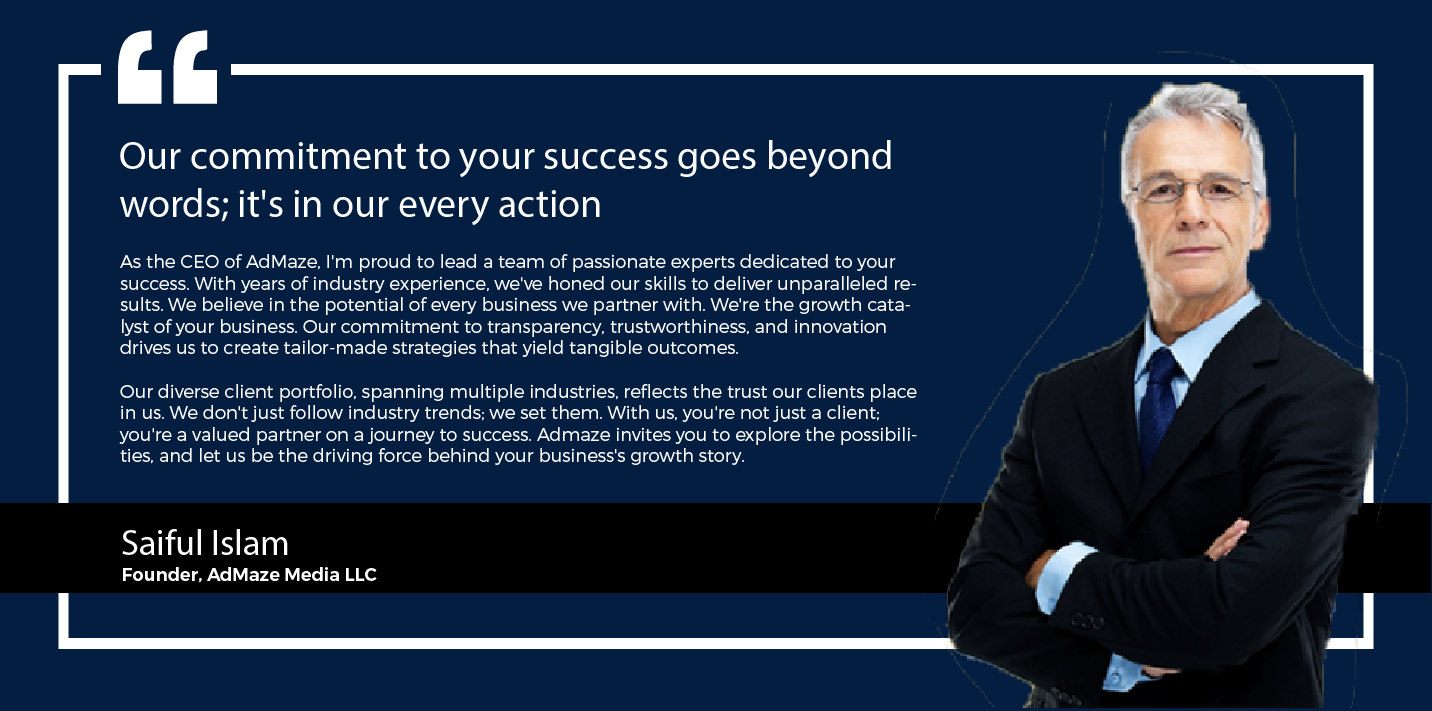 Our commitment to your success goes beyond
words; it's in our every action
As the CEO of AdMaze, I'm proud to lead a team of passionate experts dedicated to your
success. With years of industry experience, we've honed our skills to deliver unparalleled re-
sults. We believe in the potential of every business we partner with. We're the growth cata-
lyst of your business. Our commitment to transparency, trustworthiness, and innovation
drives us to create tailor-made strategies that yield tangible outcomes.
Our diverse client portfolio, spanning multiple industries, reflects the trust our clients place
in us. We don't just follow industry trends; we set them. With us, you're not just a client;
you're a valued partner on a journey to success. Admaze invites you to explore the possibili-
ties, and let us be the driving force behind your business's growth story.
Saiful Islam
Founder, AdMaze Media LLC